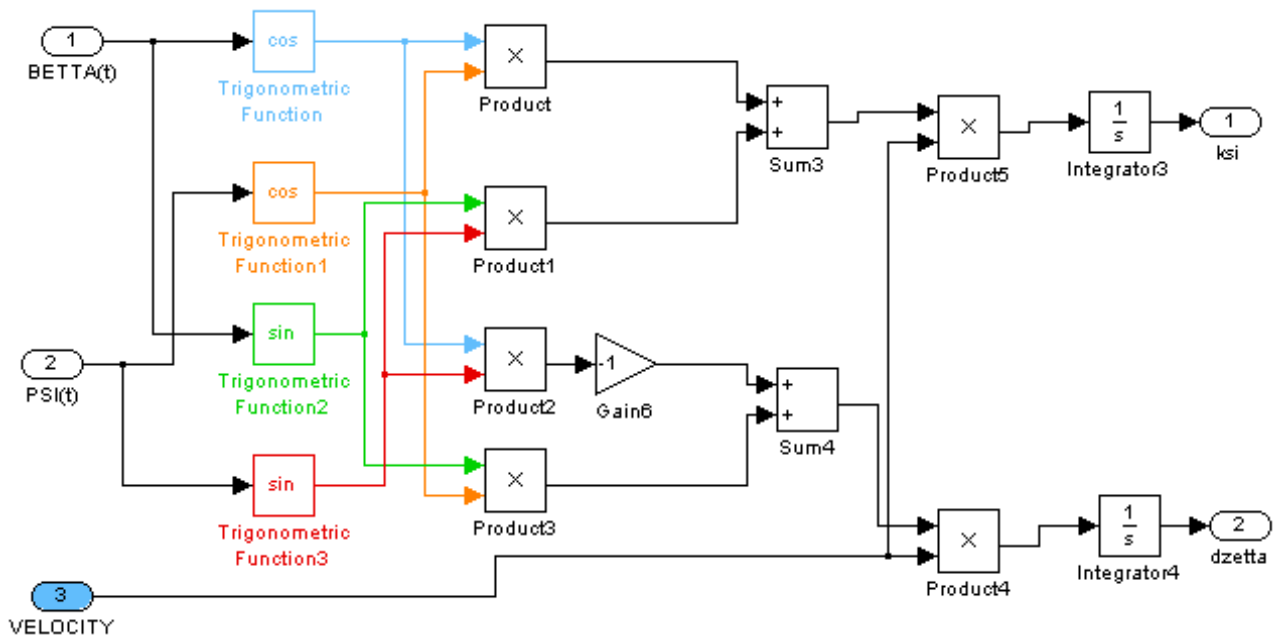 1
BETTA(t)
cos
Trigonometric
Function
×
Product
+
+
Sum3
×
Product5
1
s
Integrator3
1
ksi
cos
Trigonometric
Function1
×
Product1
2
PSI(t)
sin
Trigonometric
Function2
×
Product2
-1
Gain6
+
+
Sum4
sin
Trigonometric
Function3
×
Product3
×
Product4
1
s
Integrator4
2
dzetta
3
VELOCITY